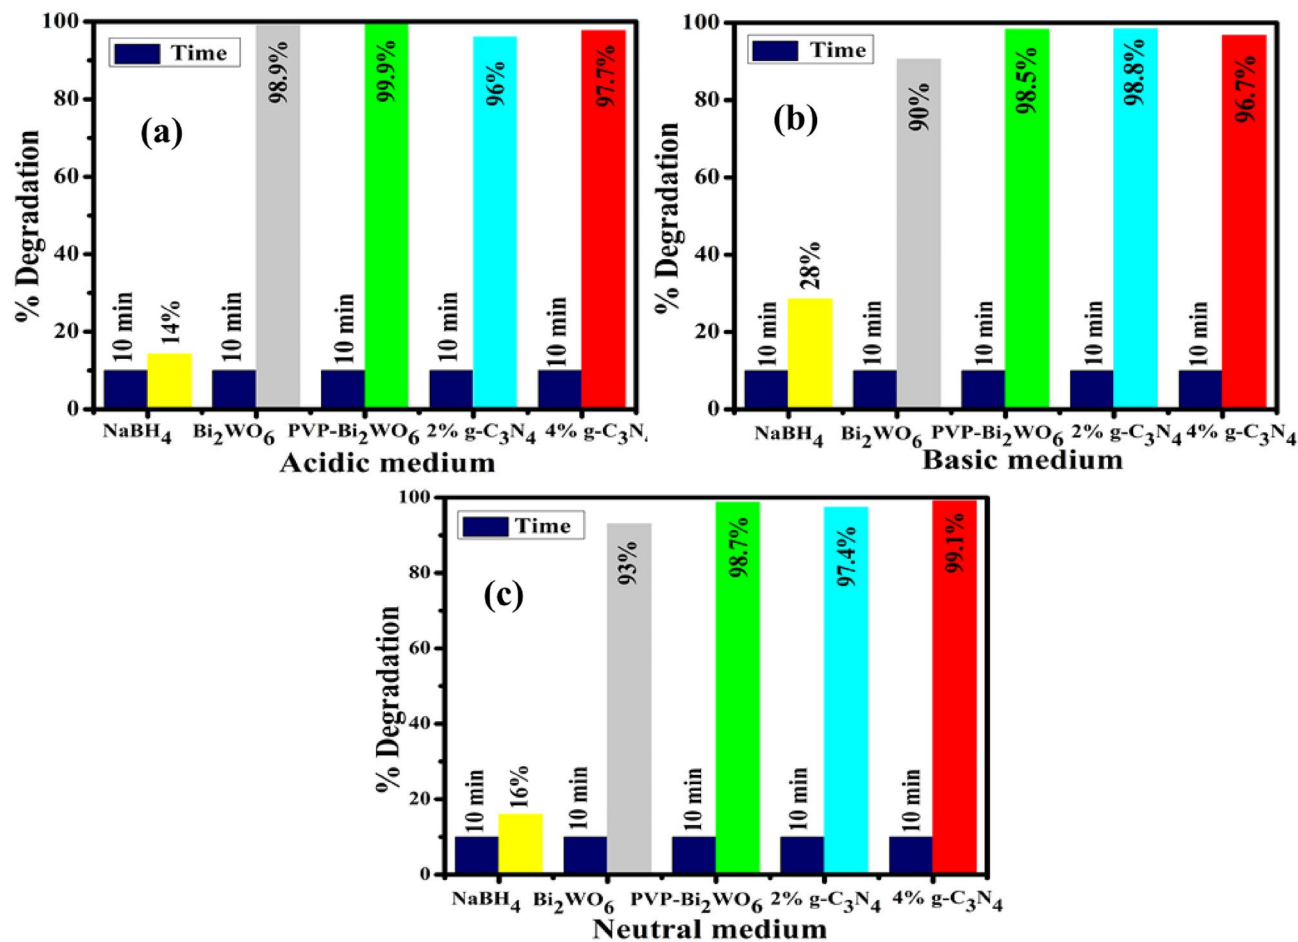 100
80
60
40
20
0
% Degradation
Time
(a)
10 min
14%
10 min
98.9%
10 min
99.9%
10 min
96%
10 min
97.7%
NaBH4
Bi2WO6
PVP-Bi2WO6
2% g-C3N4
4% g-C3N
Acidic medium
100
80
60
40
20
0
% Degradation
Time
(b)
10 min
28%
10 min
90%
10 min
98.5%
10 min
98.8%
10 min
96.7%
NaBH4
Bi2WO6
PVP-Bi2WO6
2% g-C3N4
4% g-C3N4
Basic medium
100
80
60
40
20
0
% Degradation
Time
(c)
10 min
16%
10 min
93%
10 min
98.7%
10 min
97.4%
10 min
99.1%
NaBH4
Bi2WO6
PVP-Bi2WO6
2% g-C3N4
4% g-C3N4
Neutral medium